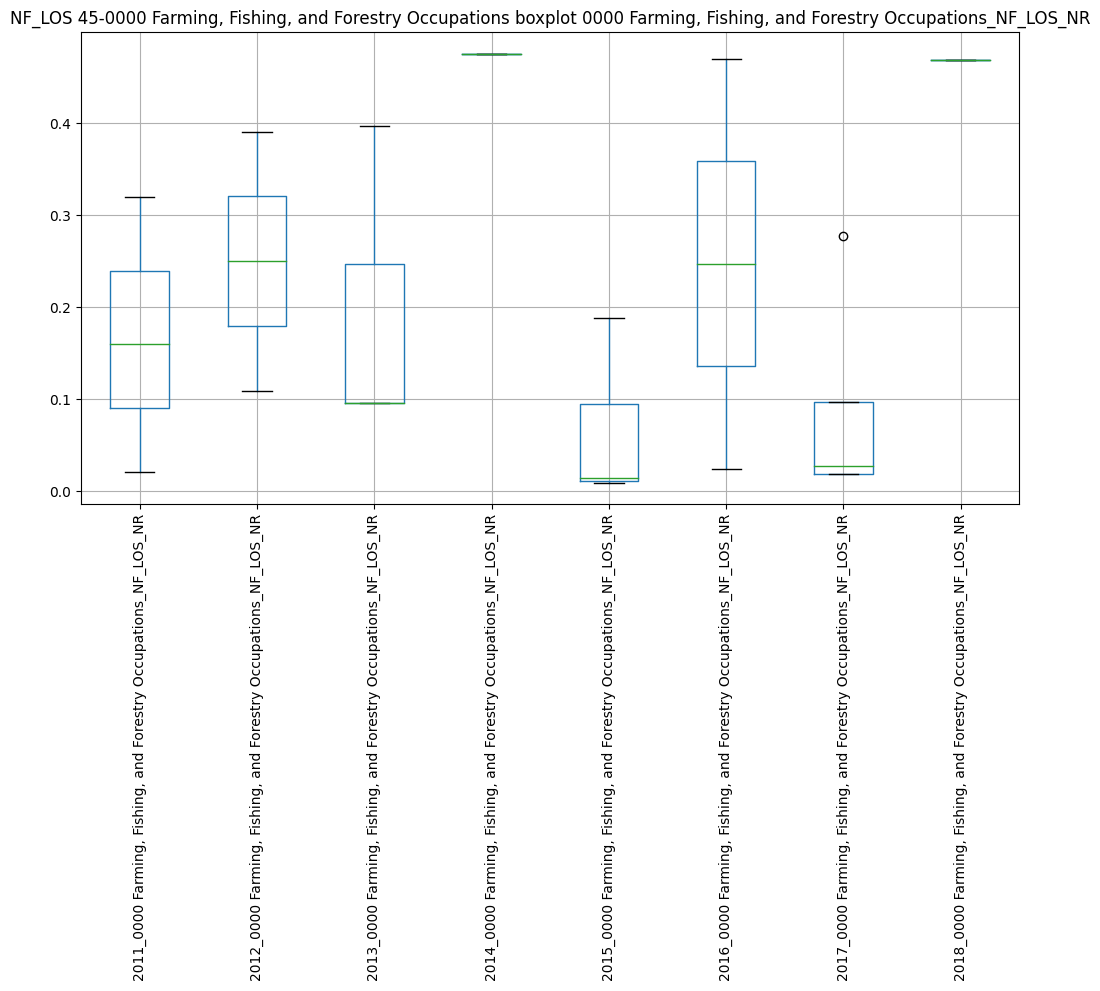 NF_LOS 45-0000 Farming, Fishing, and Forestry Occupations boxplot 0000 Farming, Fishing, and Forestry Occupations_NF_LOS_NR
0.4
0.3
0.2
0.1
0.0
2011_0000 Farming, Fishing, and Forestry Occupations_NF_LOS_NR
2012_0000 Farming, Fishing, and Forestry Occupations_NF_LOS_NR
2013_0000 Farming, Fishing, and Forestry Occupations_NF_LOS_NR
2014_0000 Farming, Fishing, and Forestry Occupations_NF_LOS_NR
2015_0000 Farming, Fishing, and Forestry Occupations_NF_LOS_NR
2016_0000 Farming, Fishing, and Forestry Occupations_NF_LOS_NR
2017_0000 Farming, Fishing, and Forestry Occupations_NF_LOS_NR
2018_0000 Farming, Fishing, and Forestry Occupations_NF_LOS_NR